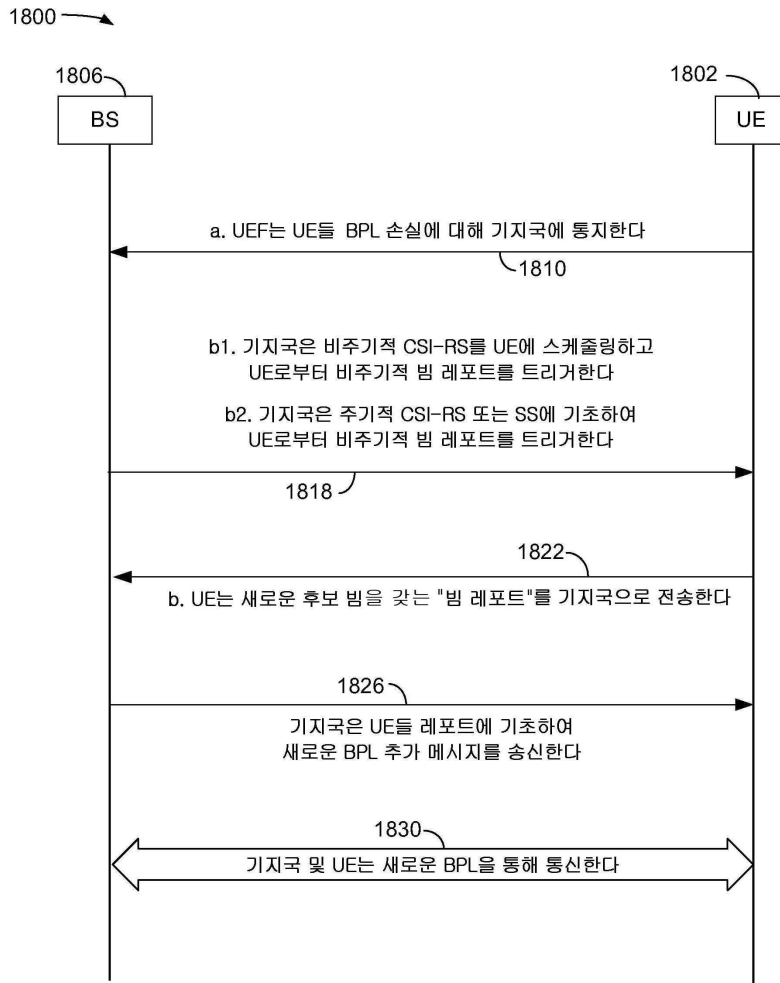 1800
1806
1802
BS
UE
a. UEF는 UE들 BPL 손실에 대해 기지국에 통지한다
1810
b1. 기지국은 비주기적 CSI-RS를 UE에 스케줄링하고
UE로부터 비주기적 빔 레포트를 트리거한다
b2. 기지국은 주기적 CSI-RS 또는 SS에 기초하여
UE로부터 비주기적 빔 레포트를 트리거한다
1818
1822
b. UE는 새로운 후보 빔을 갖는 "빔 레포트"를 기지국으로 전송한다
1826
기지국은 UE들 레포트에 기초하여
새로운 BPL 추가 메시지를 송신한다
1830
기지국 및 UE는 새로운 BPL을 통해 통신한다